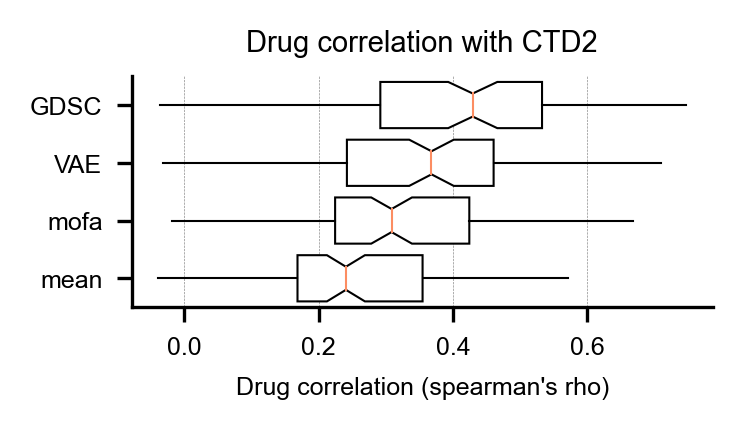 Drug correlation with CTD2
GDSC
VAE
mofa
mean
0.0 0.2 0.4 0.6
Drug correlation (spearman's rho)